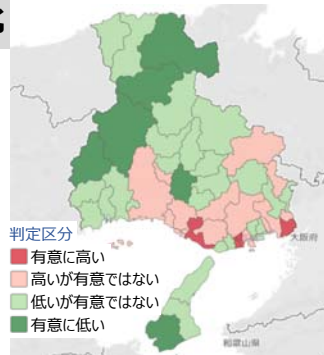 判定区分
有意に高い
高いが有意ではない
低いが有意ではない
有意に低い
大阪府
和歌山県